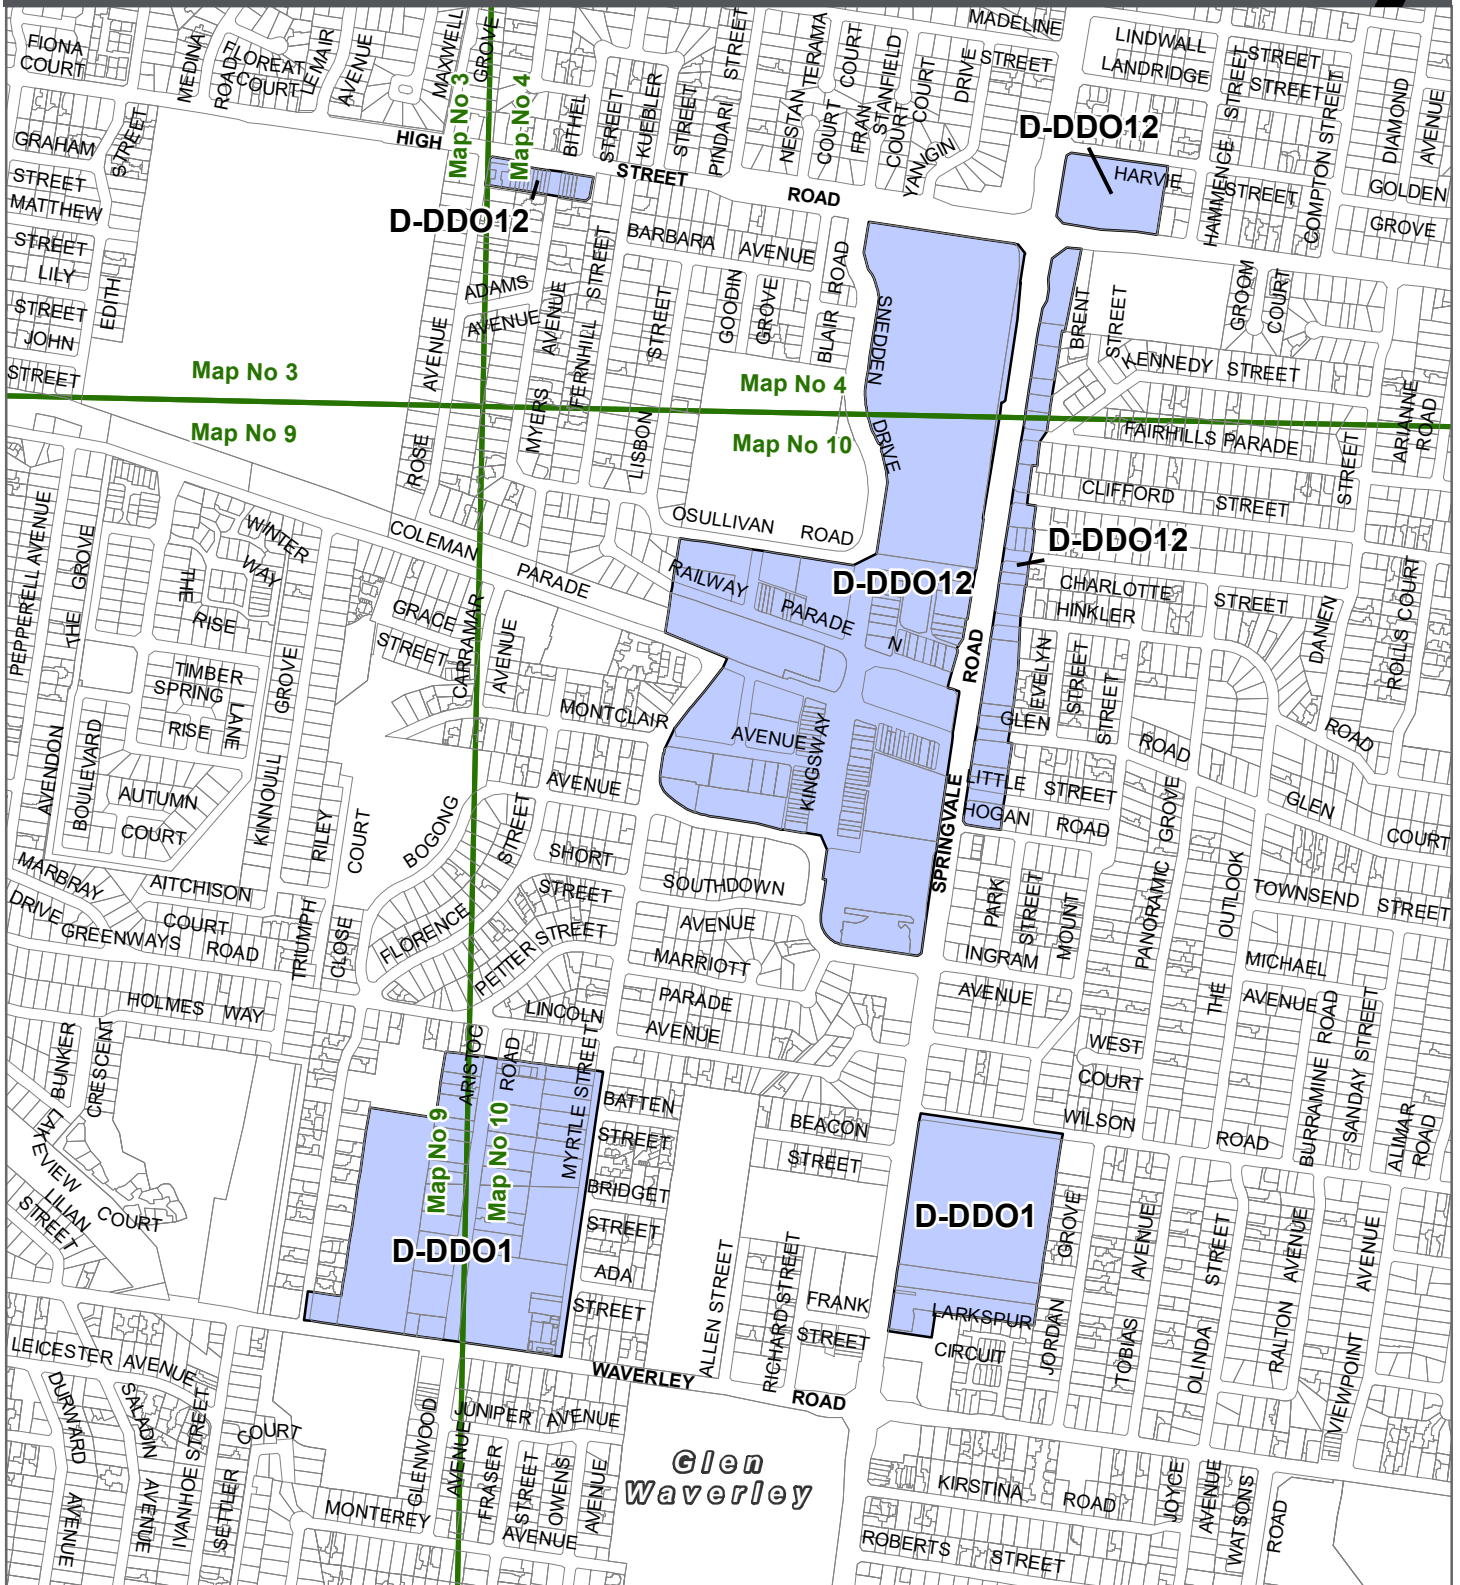 MADELINE
STREET
LINDWALL
STREET
LANDRIDGE
STREET
FIONA
COURT
MEDINA
ROAD
FLOREAT
COURT
LEMAIR
AVENUE
MAXWELL
GROVE
Map No 3
Map No 4
HIGH
STREET
ROAD
BITHEL
STREET
KUEBLER
STREET
PINDARI
STREET
NESTAN
COURT
TERAMA
COURT
FRAN
COURT
STANFIELD
COURT
YANIGIN
DRIVE
D-DDO12
HARVIE
STREET
HAMMENCE
STREET
COMPTON STREET
DIAMOND
AVENUE
GOLDEN
GROVE
GRAHAM
STREET
MATTHEW
STREET
LILY
STREET
JOHN
STREET
EDITH
STREET
D-DDO12
BARBARA
AVENUE
ADAMS
AVENUE
ROSE
AVENUE
MYERS
AVENUE
FERNHILL
STREET
LISBON
STREET
GOODIN
GROVE
BLAIR ROAD
SNEDDEN
DRIVE
BRENT
STREET
GROOM
COURT
KENNEDY STREET
ARIANNE
ROAD
Map No 3
Map No 4
Map No 9
Map No 10
FAIRHILLS PARADE
CLIFFORD
STREET
PEPPERELL AVENUE
THE GROVE
WINTER
WAY
THE
RISE
COLEMAN
PARADE
OSULLIVAN
ROAD
RAILWAY
PARADE
N
D-DDO12
D-DDO12
CHARLOTTE
STREET
HINKLER
DANIEN
STREET
ROLLS COURT
GRACE
STREET
CARRAMAR
AVENUE
TIMBER
SPRING
RISE
LANE
GROVE
KINNOULL
MONTCLAIR
AVENUE
AVENUE
KINGSWAY
ROAD
SPRINGVALE
EVELYN
STREET
STREET
GLEN
ROAD
ROAD
AVENDON
BOULEVARD
AUTUMN
COURT
RILEY
COURT
BOGONG
STREET
LITTLE
STREET
HOGAN
ROAD
PANORAMIC GROVE
GLEN
COURT
MARBRAY
DRIVE
AITCHISON
COURT
GREENWAYS
ROAD
TRIUMPH
CLOSE
FLORENCE
SHORT
STREET
PETTER STREET
SOUTHDOWN
AVENUE
MARRIOTT
PARADE
PARK
STREET
MOUNT
THE
OUTLOOK
TOWNSEND
STREET
INGRAM
AVENUE
MICHAEL
AVENUE
HOLMES WAY
LINCOLN
AVENUE
WEST
COURT
BUNKER
CRESCENT
ARISTOC
ROAD
MYRTLE STREET
BATTEN
STREET
BEACON
STREET
WILSON
ROAD
BURRAMINE ROAD
SANDAY STREET
ALIMAR
ROAD
LAKEVIEW
COURT
LILIAN
STREET
Map No 9
Map No 10
BRIDGET
STREET
D-DDO1
D-DDO1
ADA
STREET
ALLEN STREET
RICHARD STREET
FRANK
STREET
LARKSPUR
CIRCUIT
JORDAN
GROVE
TOBIAS
AVENUE
OLINDA
STREET
RALTON
AVENUE
VIEWPOINT
AVENUE
LEICESTER AVENUE
WAVERLEY
ROAD
DURWARD
AVENUE
SALADIN
AVENUE
IVANHOE STREET
SETTLER
COURT
GLENWOOD
AVENUE
JUNIPER AVENUE
MONTEREY
AVENUE
FRASER
STREET
OWENS
AVENUE
Glen
Waverley
KIRSTINA
ROAD
ROBERTS
STREET
JOYCE
AVENUE
WATSONS
ROAD